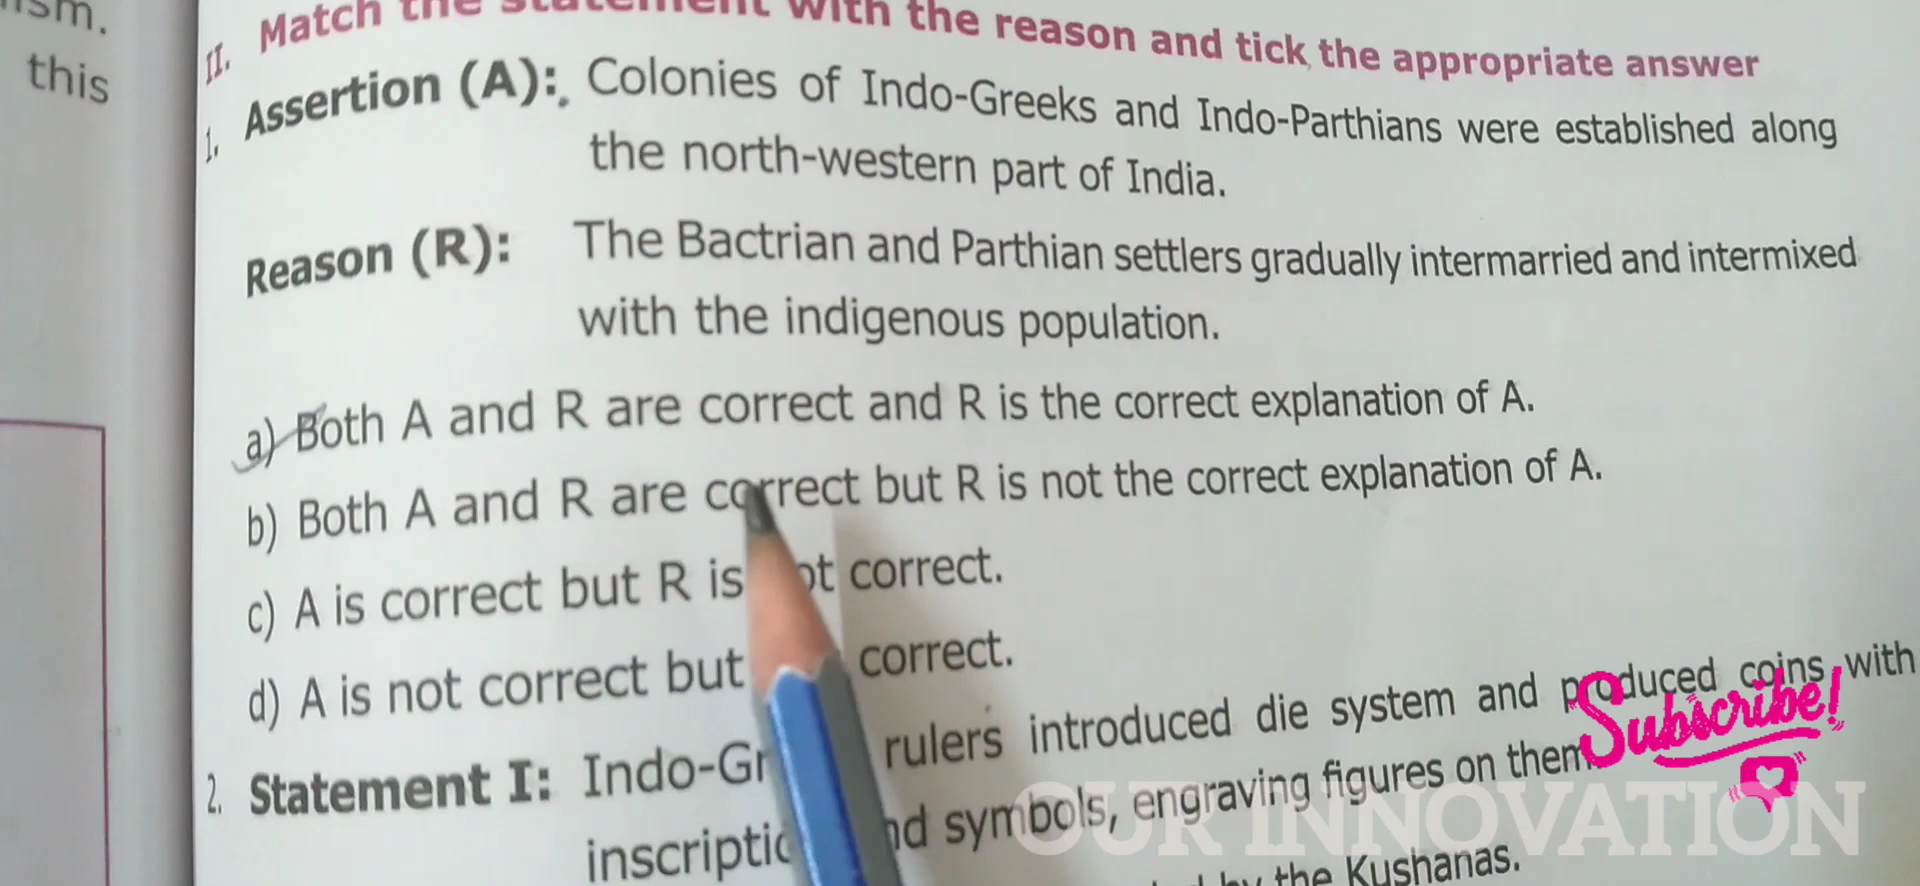 this
II. Match the statement with the reason and tick the appropriate answer
1. Assertion (A): Colonies of Indo-Greeks and Indo-Parthians were established along
the north-western part of India.
Reason (R): The Bactrian and Parthian settlers gradually intermarried and intermixed
with the indigenous population.
a) Both A and R are correct and R is the correct explanation of A.
b) Both A and R are correct but R is not the correct explanation of A.
c) A is correct but R is correct.
d) A is not correct but correct.
2. Statement I: rulers introduced die system and produced coins with
symbols, engraving figures on them
by the Kushanas.
Subscribe!
OUR INNOVATION